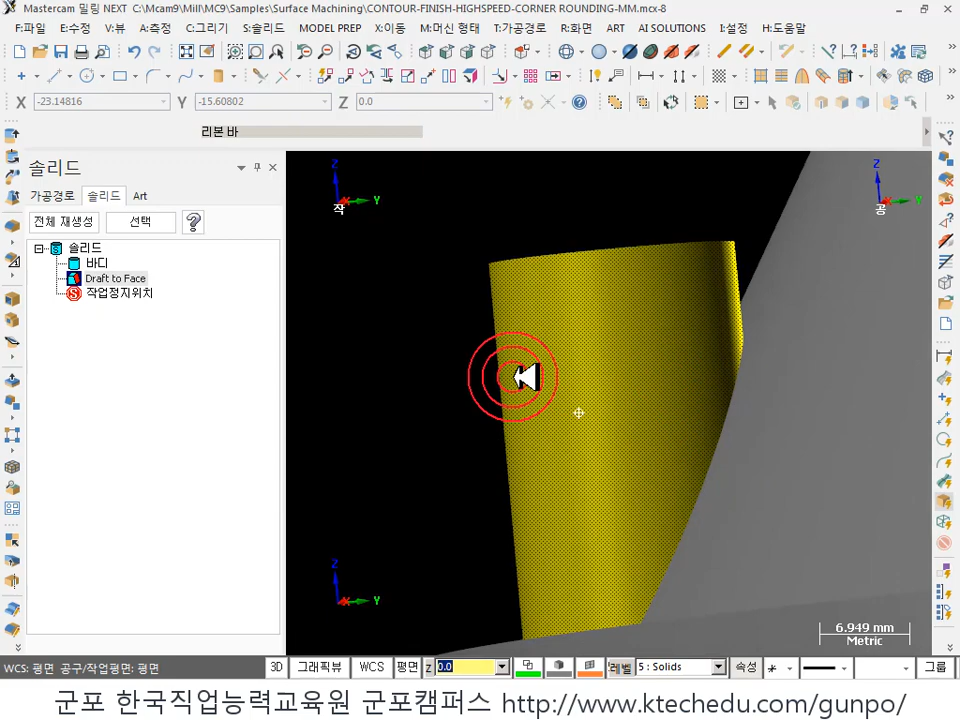 Mastercam 밀링 NEXT C:\Mcam9\Mill\MC9\Samples\Surface Machining\CONTOUR-FINISH-HIGHSPEED-CORNER ROUNDING-MM.mcx-8
F:파일 E:수정 V:뷰 A:측정 C:그리기 S:솔리드 MODEL PREP X:이동 M:머신 형태 T:가공경로 R:화면 ART AI SOLUTIONS I:설정 H:도움말
X -23.14816 Y -15.60802 Z 0.0
리본 바
솔리드
가공경로 솔리드 Art
전체 재생성 선택
솔리드
바디
Draft to Face
작업정지위치
Z Y 작
Z Y 공
Z Y
6.949 mm
Metric
WCS: 평면 공구/작업평면: 평면 3D 그래픽뷰 WCS 평면 Z 0.0 레벨 5 : Solids 속성 그룹
군포 한국직업능력교육원 군포캠퍼스 http://www.ktechedu.com/gunpo/